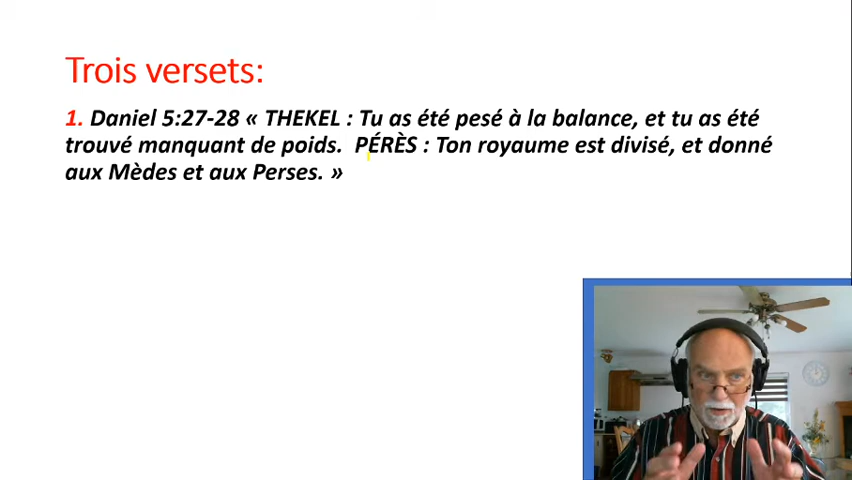 Trois versets:
1. Daniel 5:27-28 « THEKEL : Tu as été pesé à la balance, et tu as été
trouvé manquant de poids.  PÉRÈS : Ton royaume est divisé, et donné
aux Mèdes et aux Perses. »